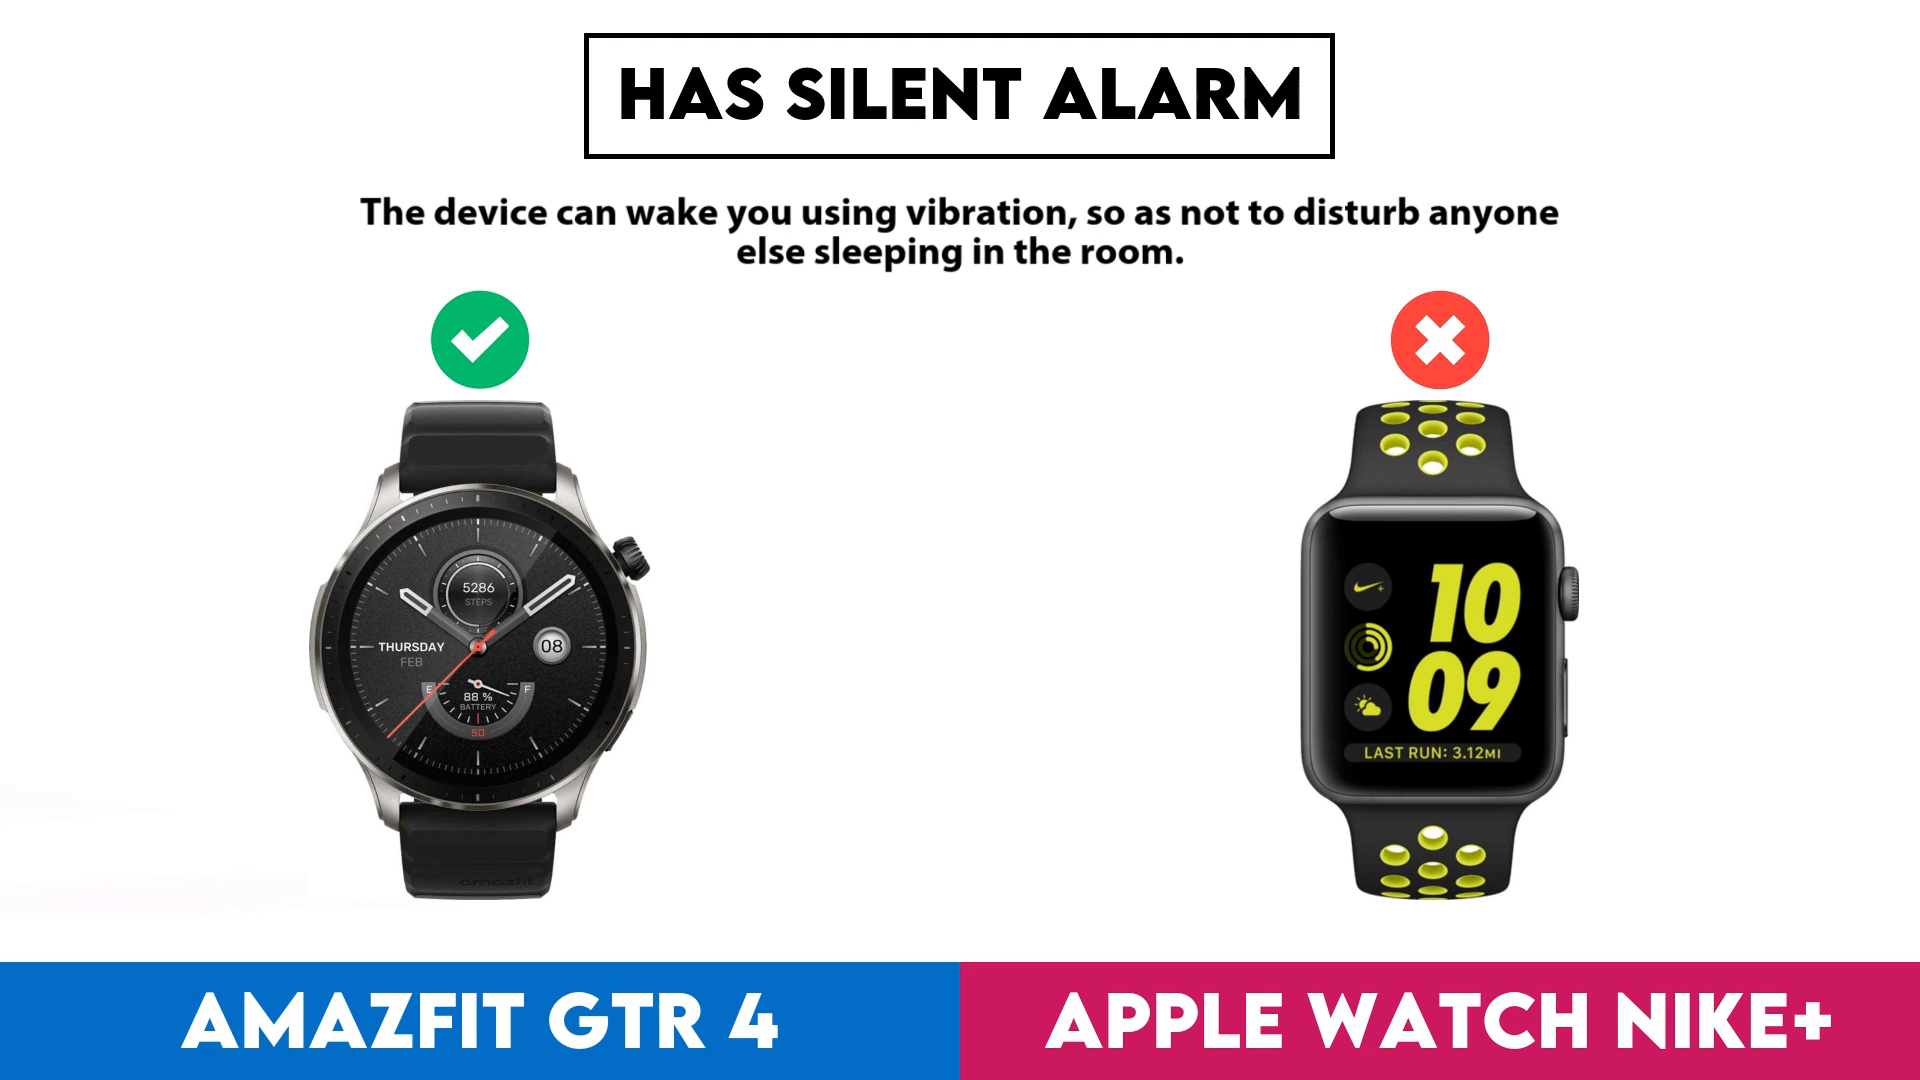 HAS SILENT ALARM
The device can wake you using vibration, so as not to disturb anyone
else sleeping in the room.
5286
STEPS
THURSDAY
FEB
08
E
F
88 %
BATTERY
5D
amazfit
10
09
LAST RUN: 3.12MI
AMAZFIT GTR 4
APPLE WATCH NIKE+